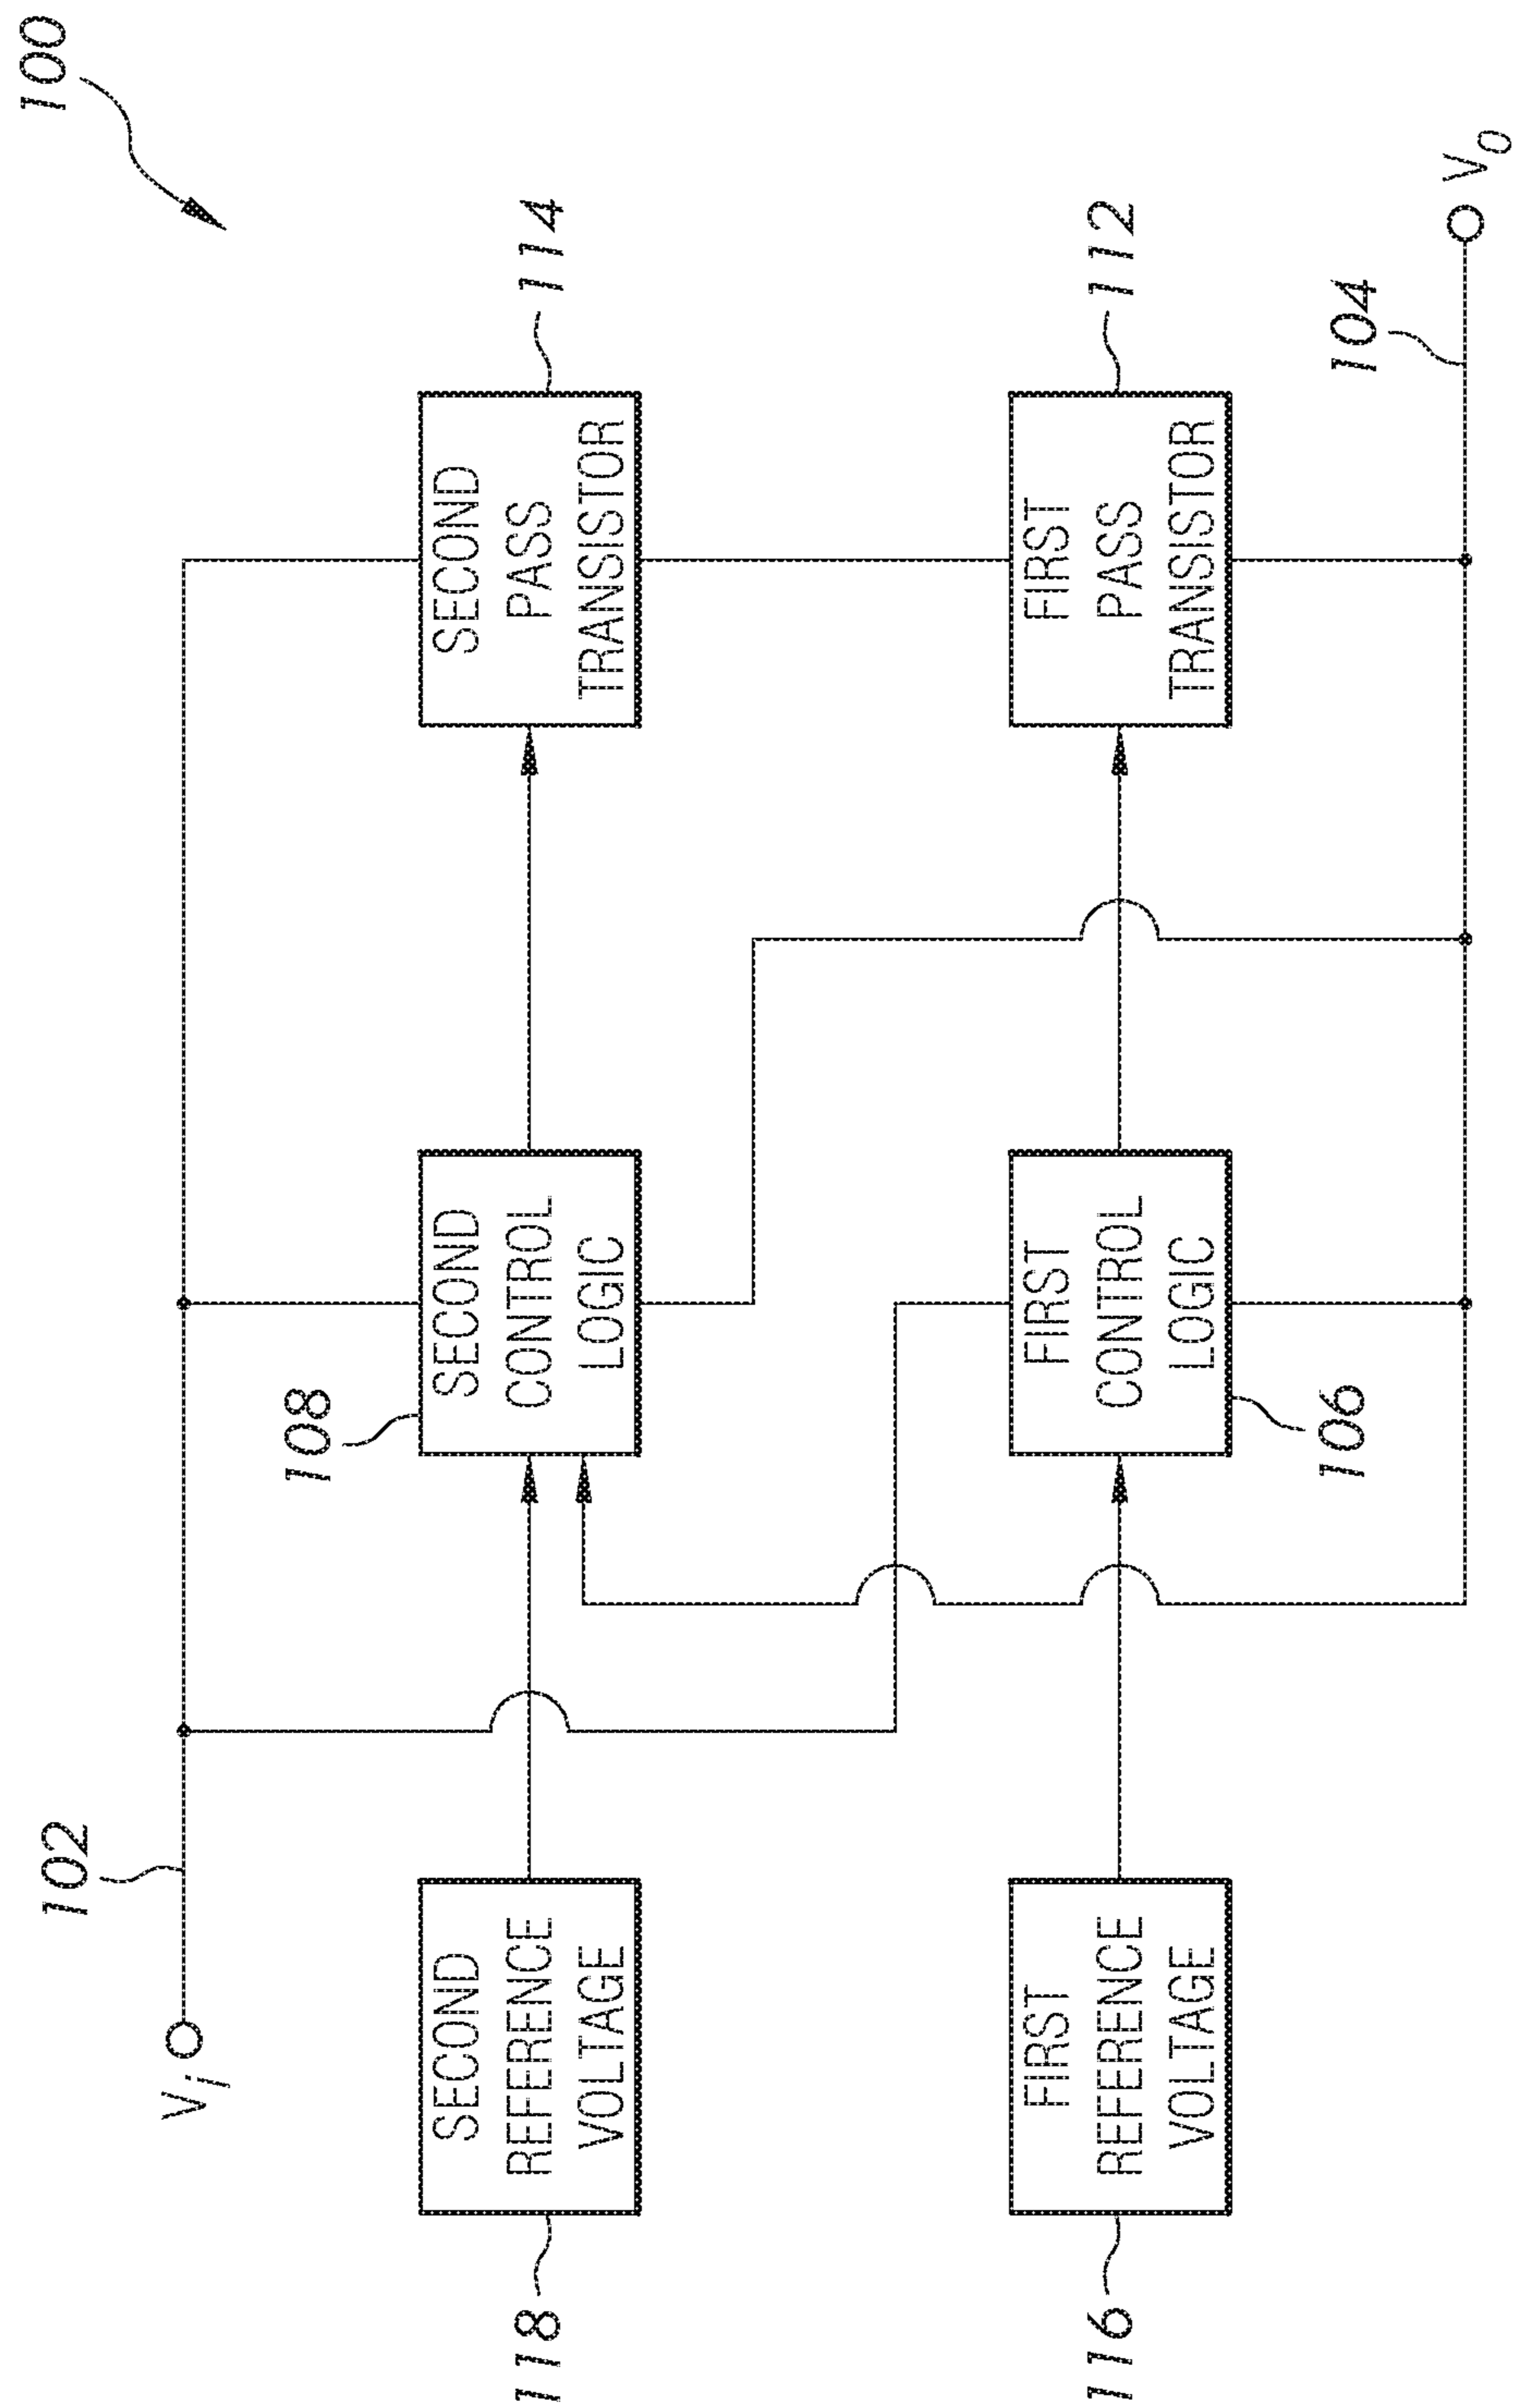 100
102
Vi
SECOND
REFERENCE
VOLTAGE
118
108
SECOND
CONTROL
LOGIC
SECOND
PASS
TRANSISTOR
114
FIRST
REFERENCE
VOLTAGE
116
FIRST
CONTROL
LOGIC
106
FIRST
PASS
TRANSISTOR
112
104
Vo